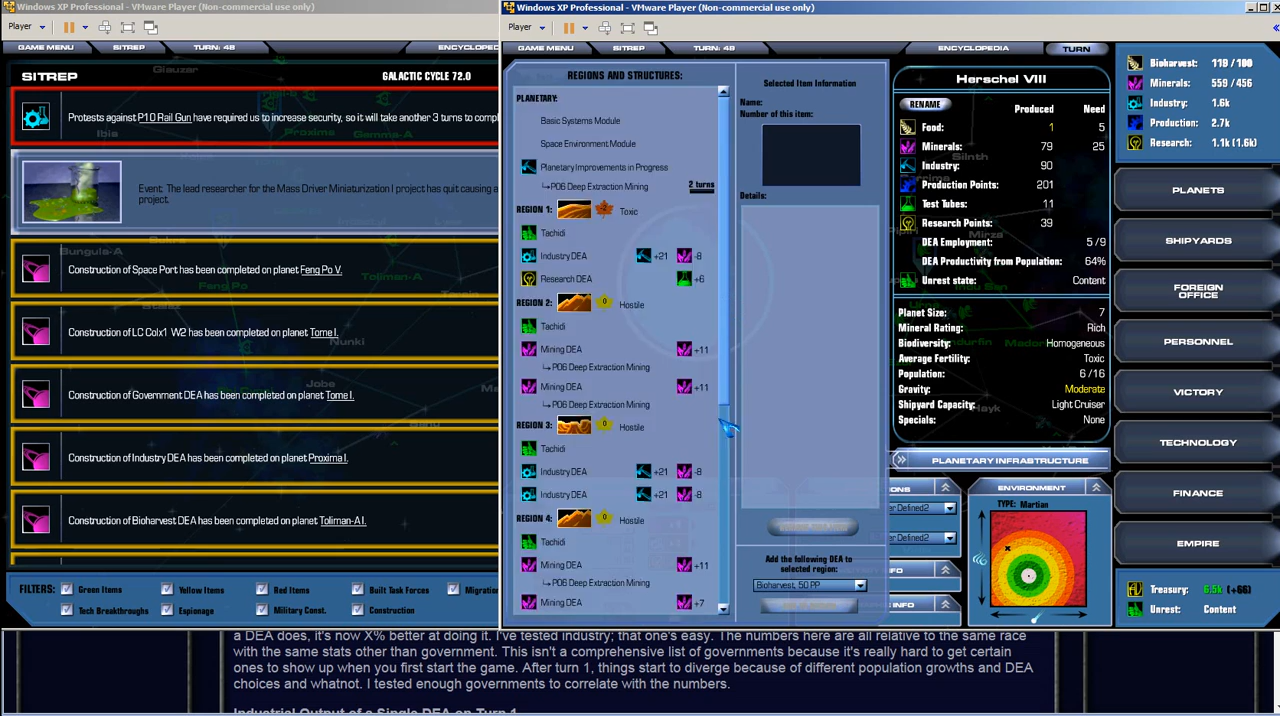 Windows XP Professional - VMware Player (Non-commercial use only)
Player
GAME MENU SITREP TURN: 48
SITREP GALACTIC CYCLE 72.0
Protests against P10 Rail Gun have required us to increase security, so it will take another 3 turns to compl
Event: The lead researcher for the Mass Driver Miniaturization I project has quit causing a
project.
Construction of Space Port has been completed on planet Feng Po V.
Construction of LC Colx1 W2 has been completed on planet Tome I.
Construction of Government DEA has been completed on planet Tome I.
Construction of Industry DEA has been completed on planet Proxima I.
Construction of Bioharvest DEA has been completed on planet Toliman-A I.
FILTERS: Green Items Yellow Items Red Items Built Task Forces Migration
Tech Breakthroughs Espionage Military Const. Construction
Windows XP Professional - VMware Player (Non-commercial use only)
Player
GAME MENU SITREP TURN: 48 ENCYCLOPEDIA TURN
REGIONS AND STRUCTURES:
PLANETARY:
Basic Systems Module
Space Environment Module
Planetary Improvements in Progress
P06 Deep Extraction Mining 2 turns
REGION 1: Toxic
Tachidi
Industry DEA +21 -8
Research DEA +6
REGION 2: 0 Hostile
Tachidi
Mining DEA +11
P06 Deep Extraction Mining
Mining DEA +11
P06 Deep Extraction Mining
REGION 3: 0 Hostile
Tachidi
Industry DEA +21 -8
Industry DEA +21 -8
REGION 4: 0 Hostile
Tachidi
Mining DEA +11
P06 Deep Extraction Mining
Mining DEA +7
Selected Item Information
Name:
Number of this item:
Details:
Add the following DEA to
selected region:
Bioharvest, 50 PP
Herschel VIII
RENAME Produced Need
Food: 1 5
Minerals: 79 25
Industry: 90
Production Points: 201
Test Tubes: 11
Research Points: 39
DEA Employment: 5/9
DEA Productivity from Population: 64%
Unrest state: Content
Planet Size: 7
Mineral Rating: Rich
Biodiversity: Homogeneous
Average Fertility: Toxic
Population: 6 / 16
Gravity: Moderate
Shipyard Capacity: Light Cruiser
Specials: None
PLANETARY INFRASTRUCTURE
ENVIRONMENT
TYPE: Martian
Bioharvest: 119 / 100
Minerals: 559 / 456
Industry: 1.6k
Production: 2.7k
Research: 1.1k (1.6k)
PLANETS
SHIPYARDS
FOREIGN
OFFICE
PERSONNEL
VICTORY
TECHNOLOGY
FINANCE
EMPIRE
Treasury: 6.5k (+66)
Unrest: Content
a DEA does, it's now X% better at doing it. I've tested industry; that one's easy. The numbers here are all relative to the same race
with the same stats other than government. This isn't a comprehensive list of governments because it's really hard to get certain
ones to show up when you first start the game. After turn 1, things start to diverge because of different population growths and DEA
choices and whatnot. I tested enough governments to correlate with the numbers.
Industrial Output of a Single DEA on Turn 1